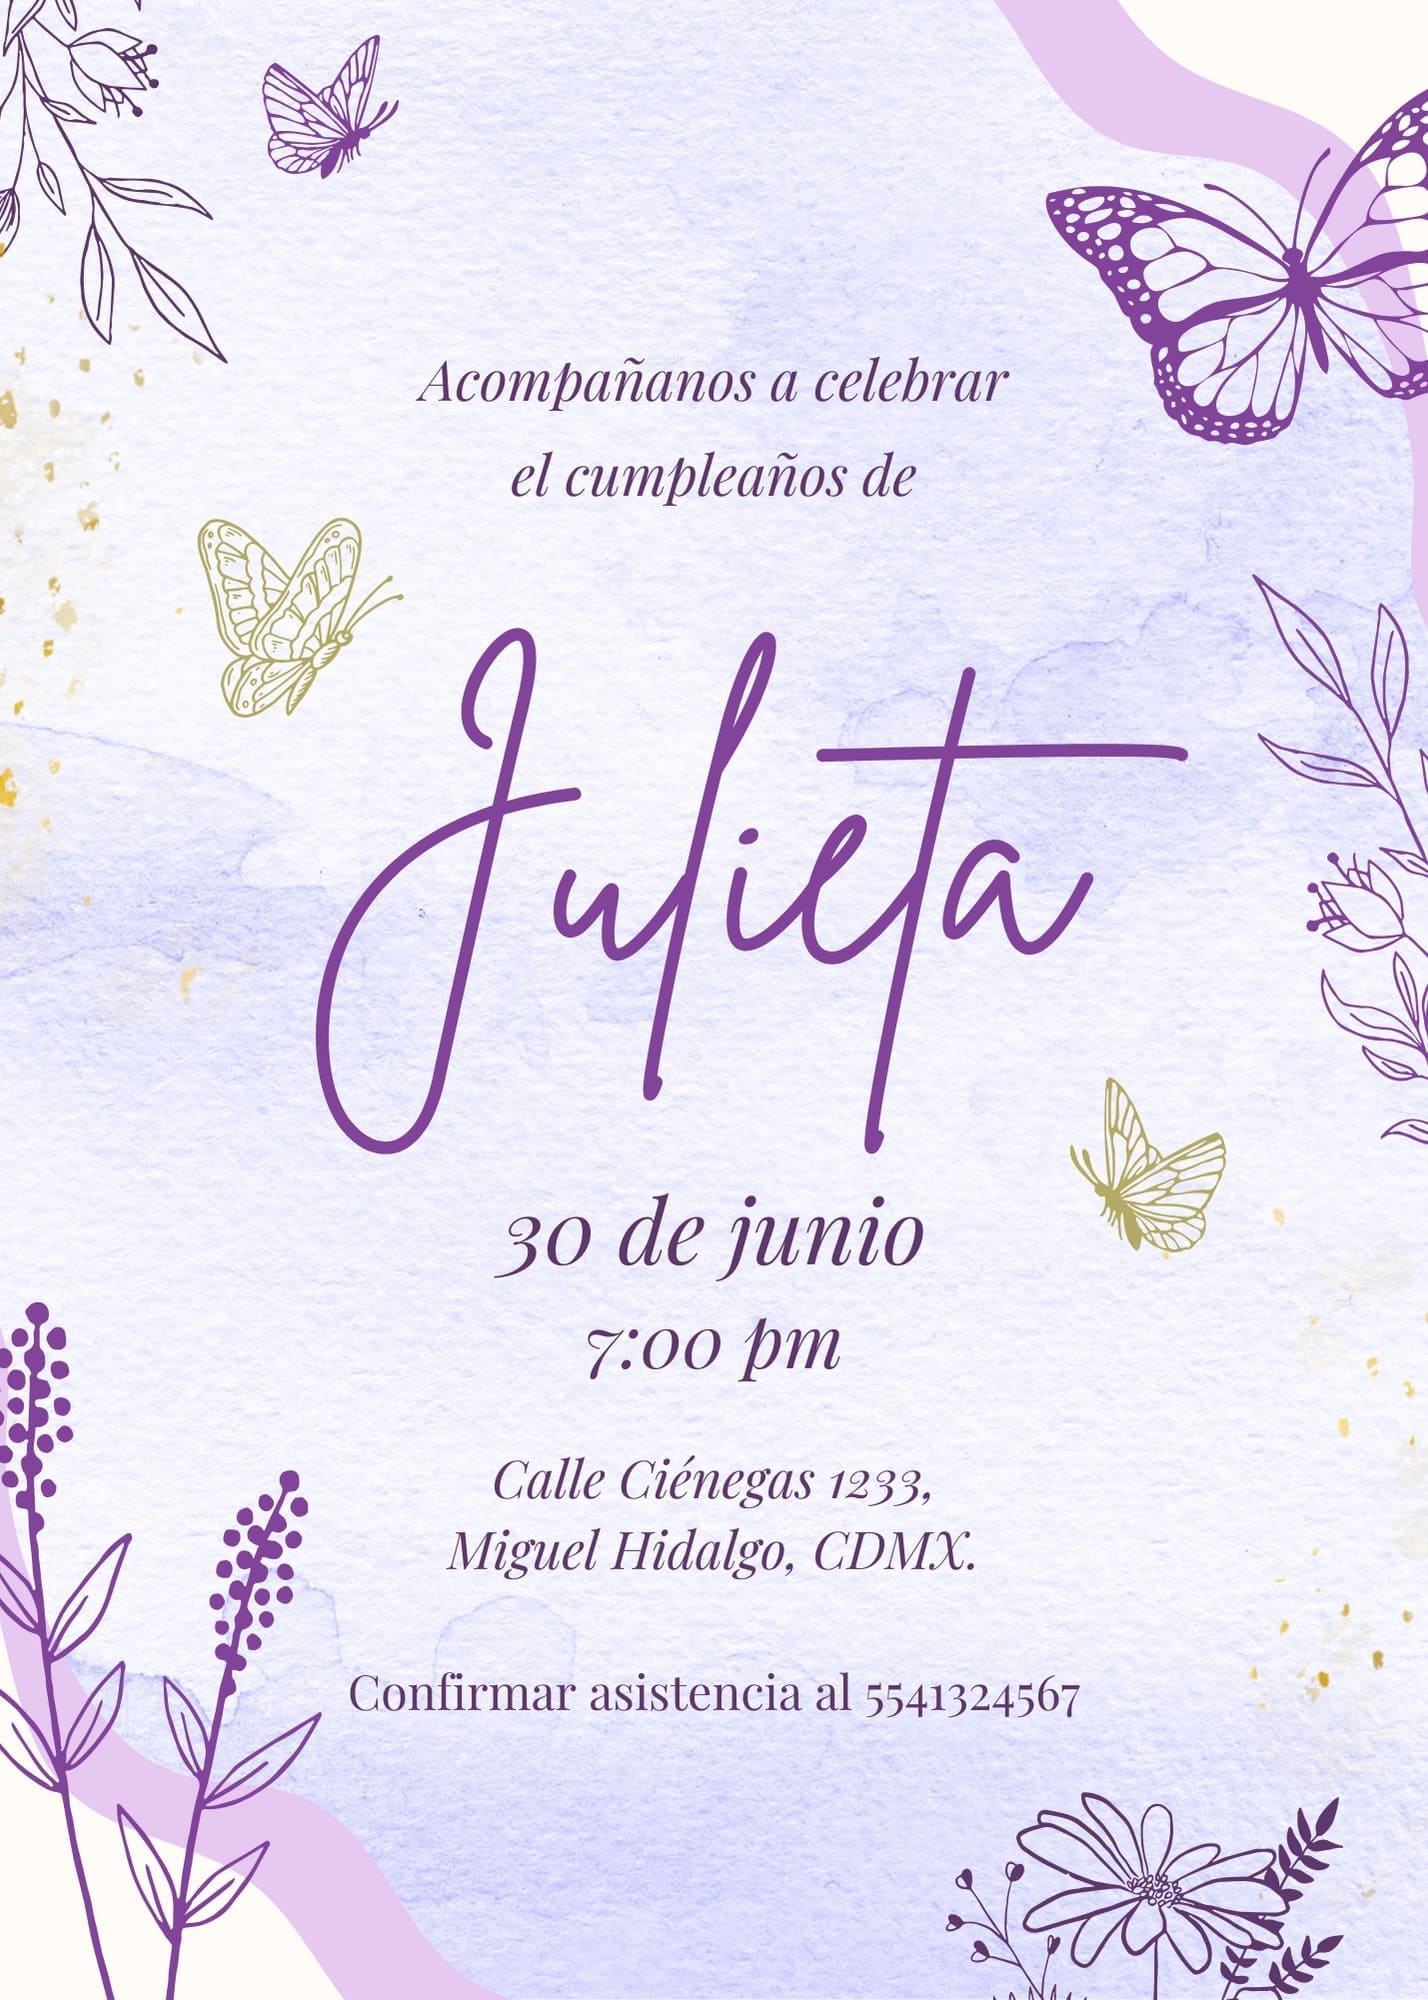 Acompañanos a celebrar
el cumpleaños de
Julieta
30 de junio
7:00 pm
Calle Ciénegas 1233,
Miguel Hidalgo, CDMX.
Confirmar asistencia al 5541324567